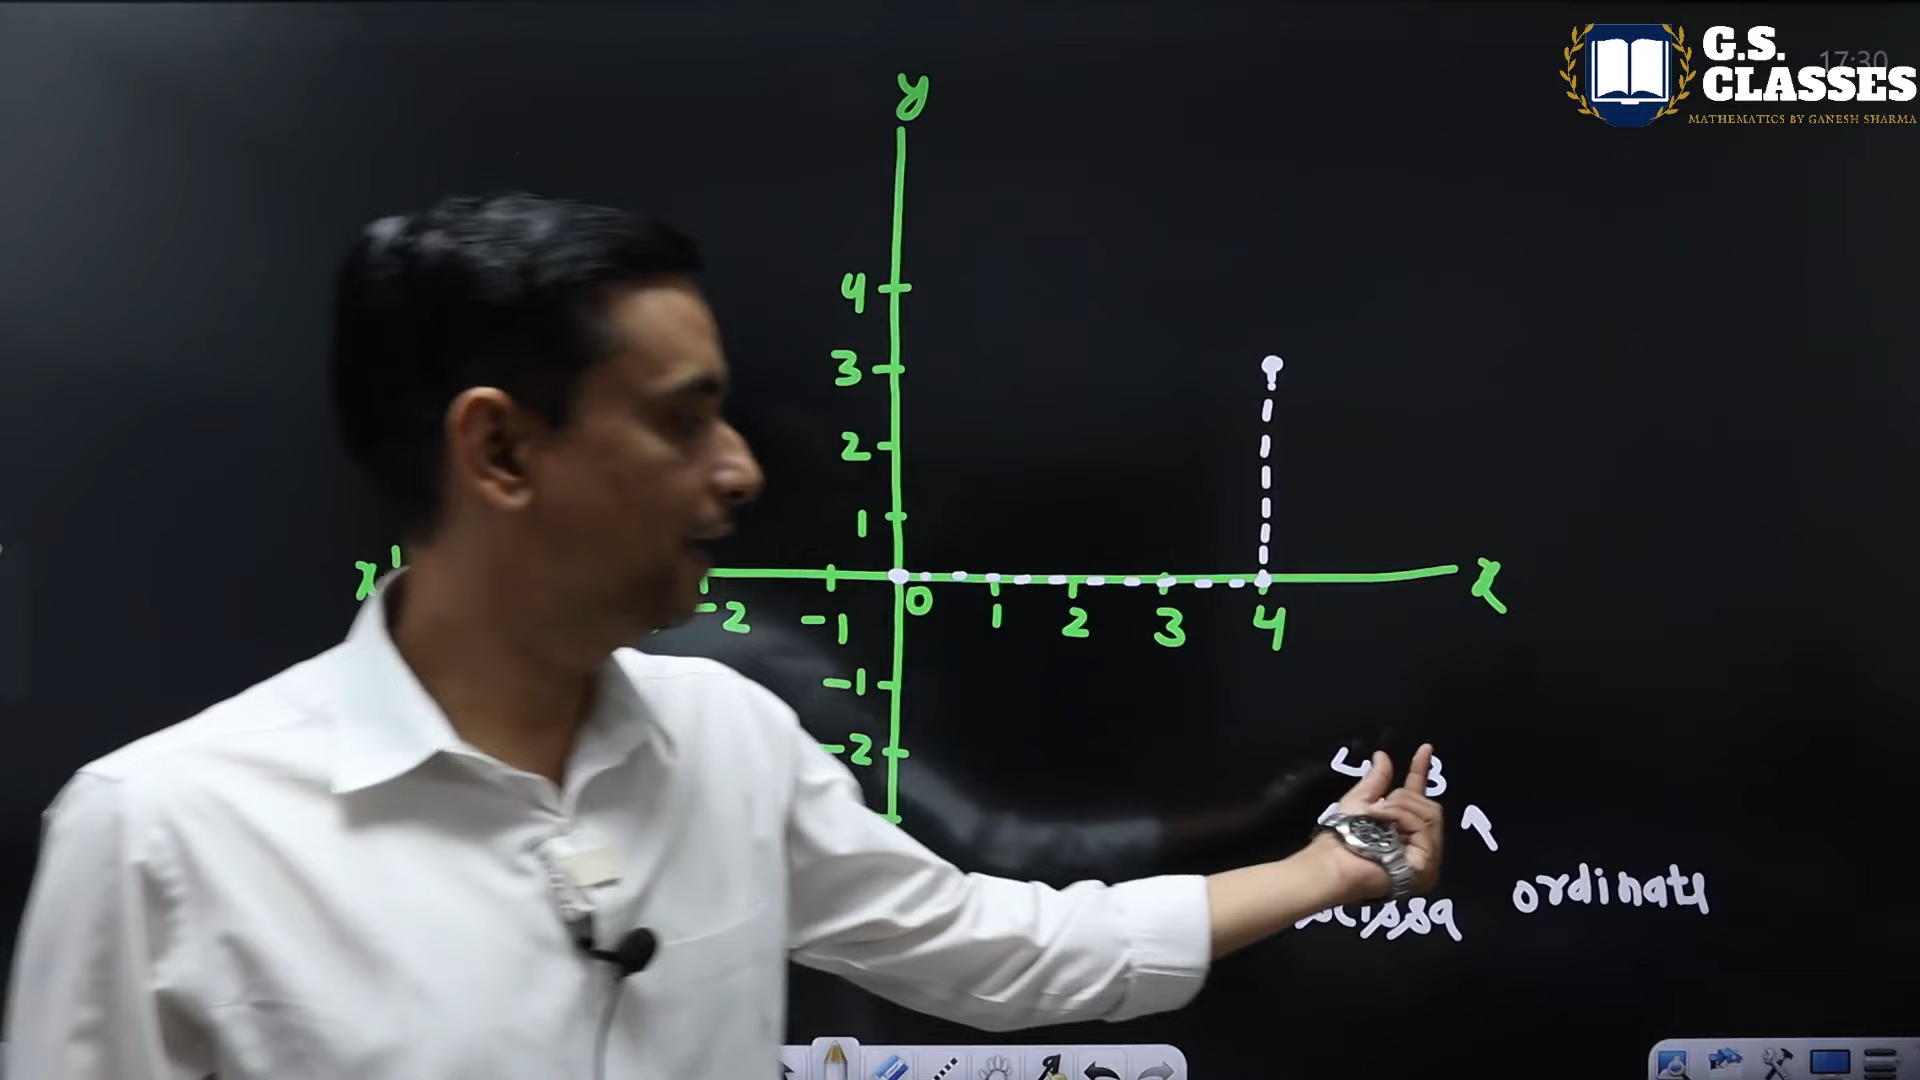 G.S.
17:30
CLASSES
MATHEMATICS BY GANESH SHARMA
y
4
3
2
1
x' x
-2 -1 0 1 2 3 4
-1
-2
4 3
ordinate